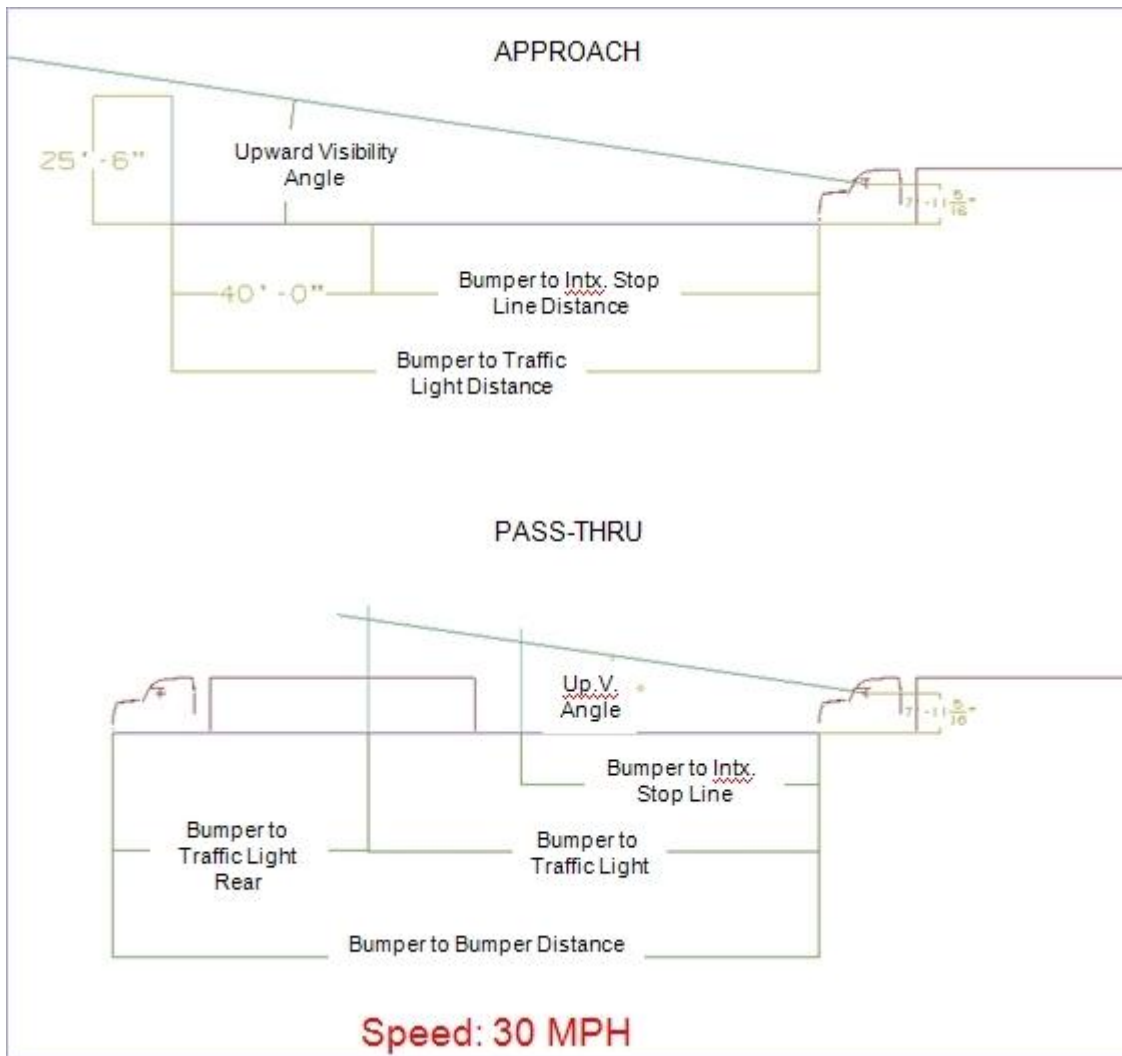 APPROACH
25'-6"
Upward Visibility
Angle
7'-11 5/16"
40'-0"
Bumper to Intx. Stop
Line Distance
Bumper to Traffic
Light Distance
PASS-THRU
Up.V.
Angle
7'-11 5/16"
Bumper to Intx.
Stop Line
Bumper to
Traffic Light
Rear
Bumper to
Traffic Light
Bumper to Bumper Distance
Speed: 30 MPH